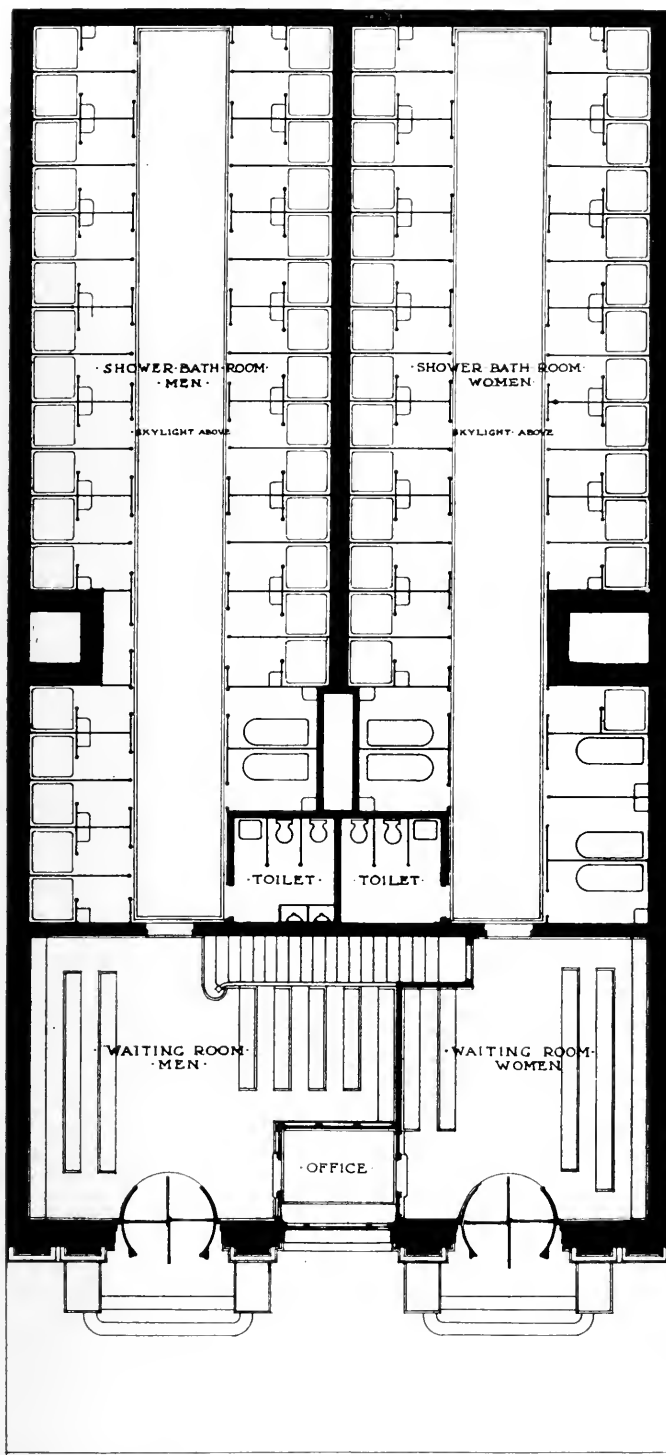 ·SHOWER·BATH·ROOM·
·MEN·
·SKYLIGHT ABOVE
·SHOWER BATH ROOM·
WOMEN·
SKYLIGHT·ABOVE
·TOILET·
·TOILET·
·WAITING ROOM·
·MEN·
·WAITING ROOM·
WOMEN
·OFFICE·